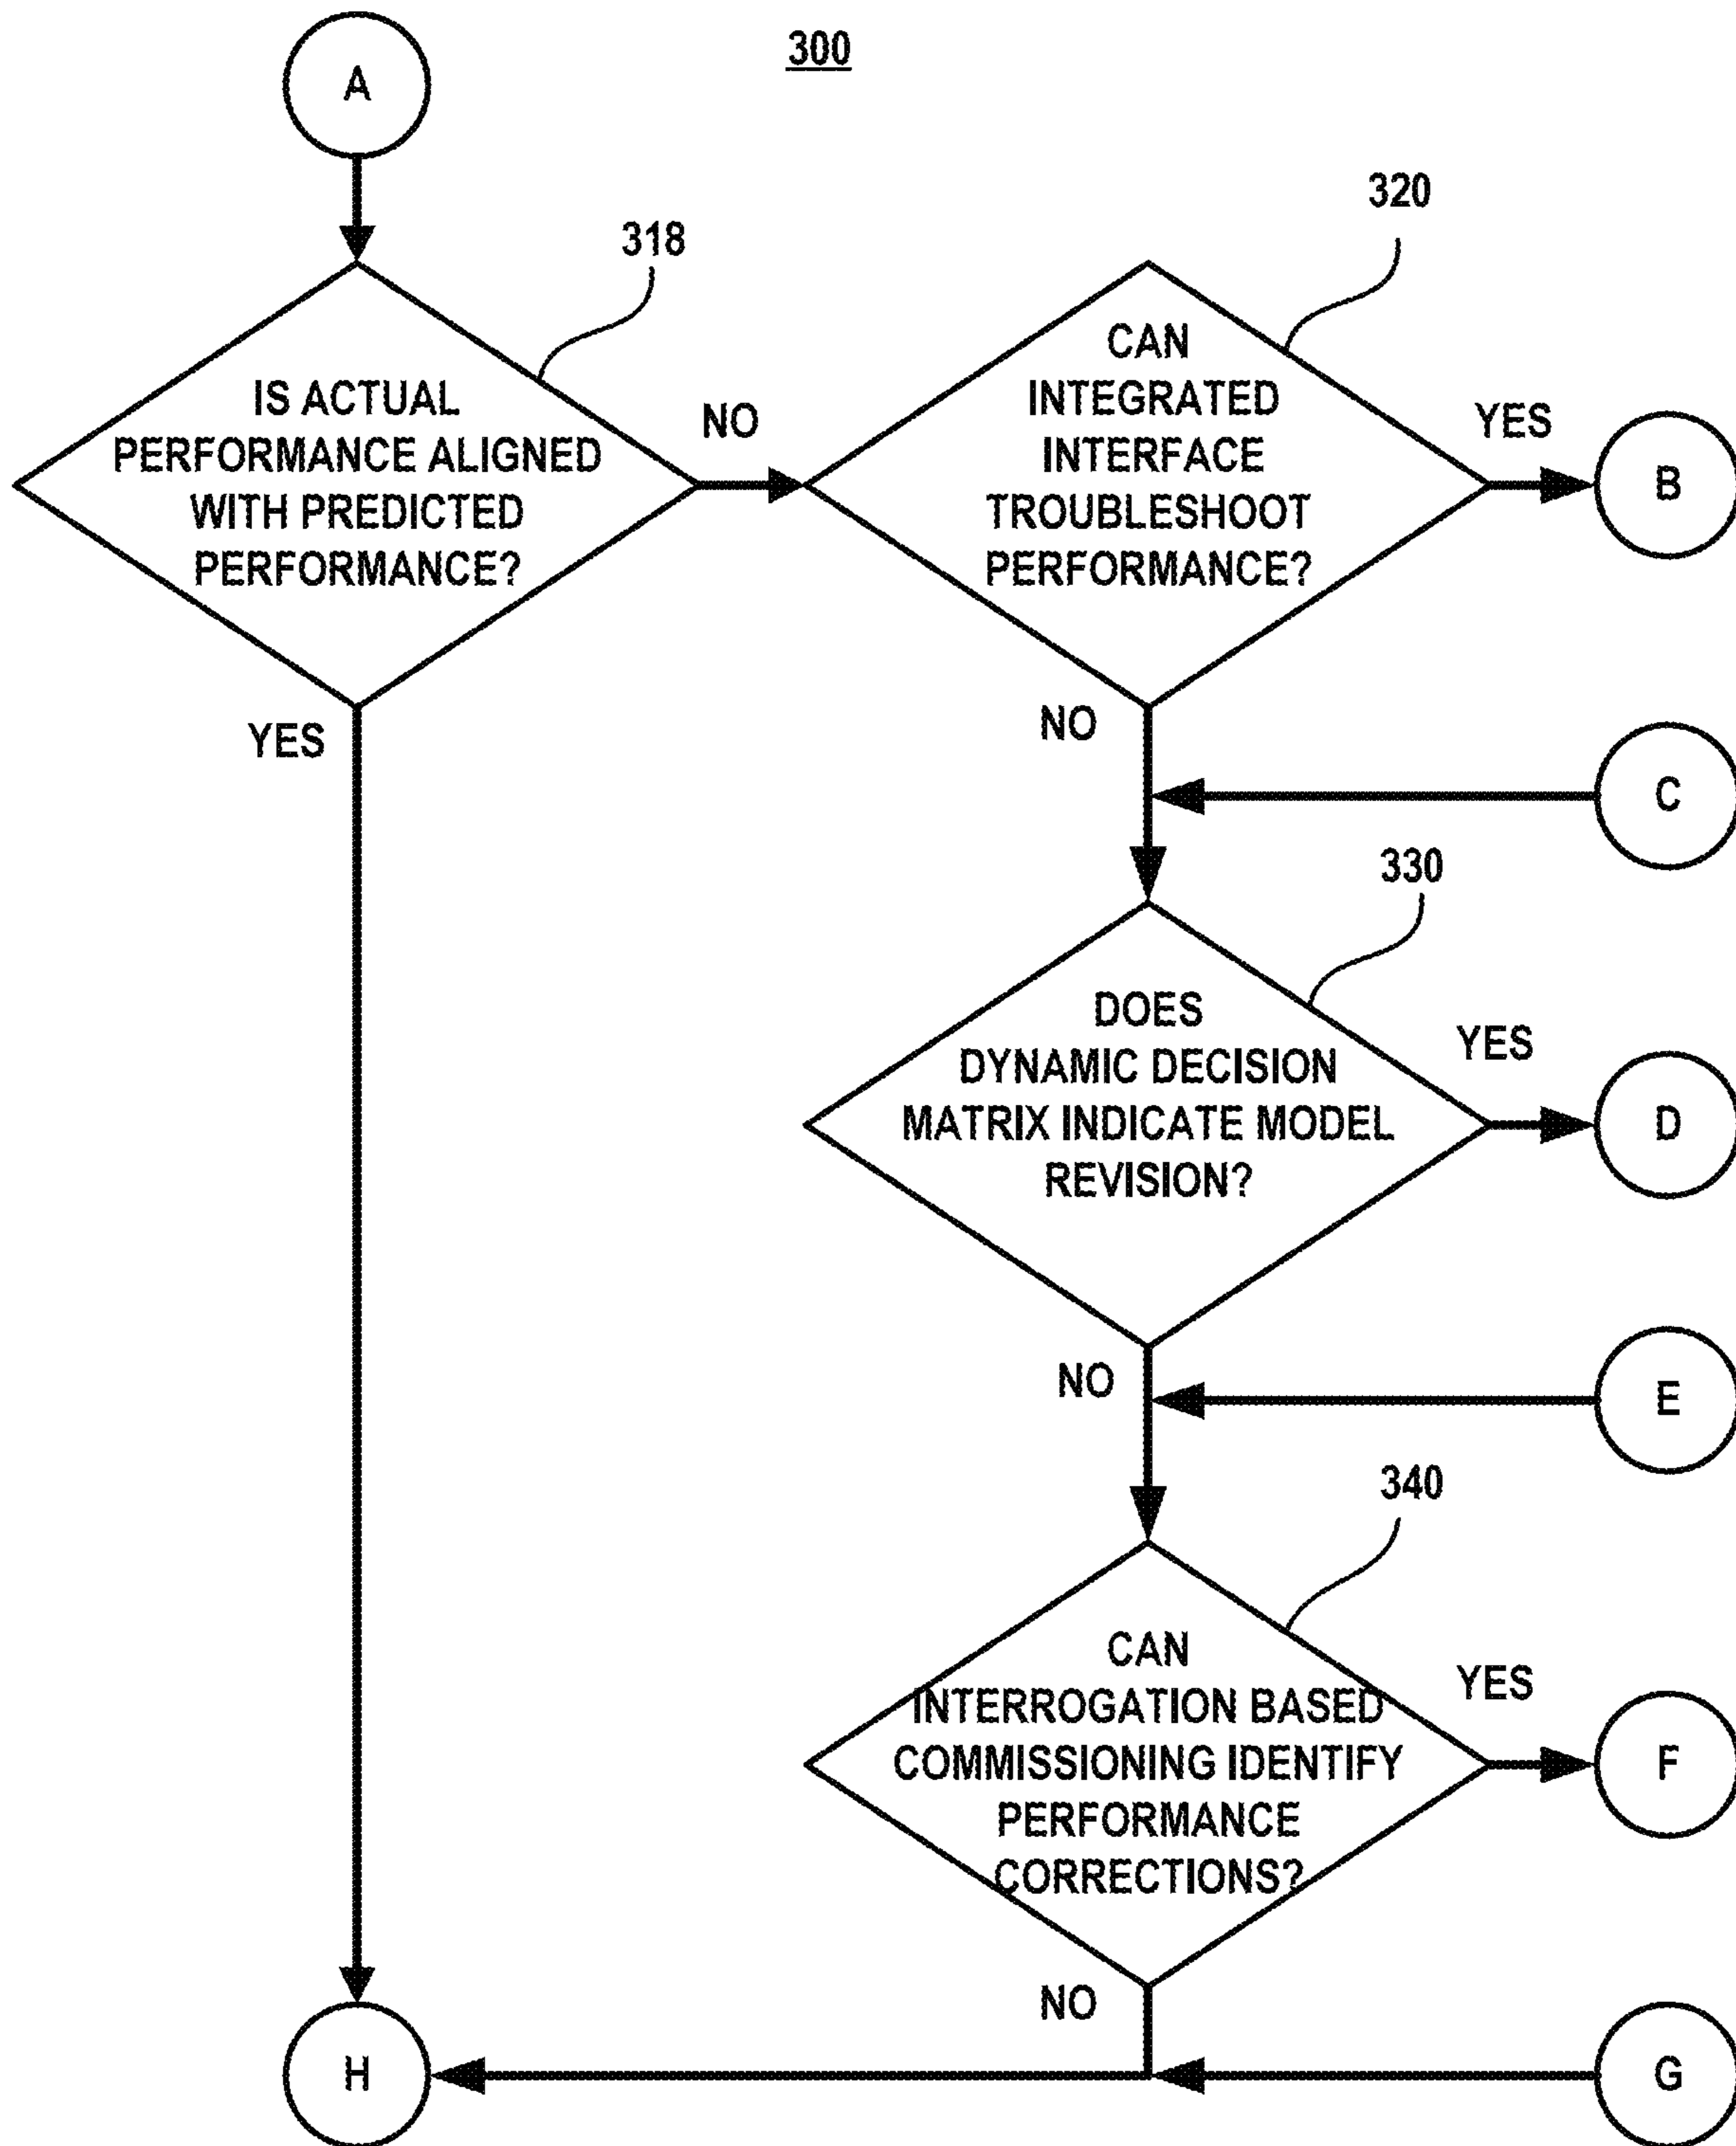 300
A
318
IS ACTUAL
PERFORMANCE ALIGNED
WITH PREDICTED
PERFORMANCE?
NO
YES
320
CAN
INTEGRATED
INTERFACE
TROUBLESHOOT
PERFORMANCE?
YES
B
NO
C
330
DOES
DYNAMIC DECISION
MATRIX INDICATE MODEL
REVISION?
YES
D
NO
E
340
CAN
INTERROGATION BASED
COMMISSIONING IDENTIFY
PERFORMANCE
CORRECTIONS?
YES
F
NO
H
G